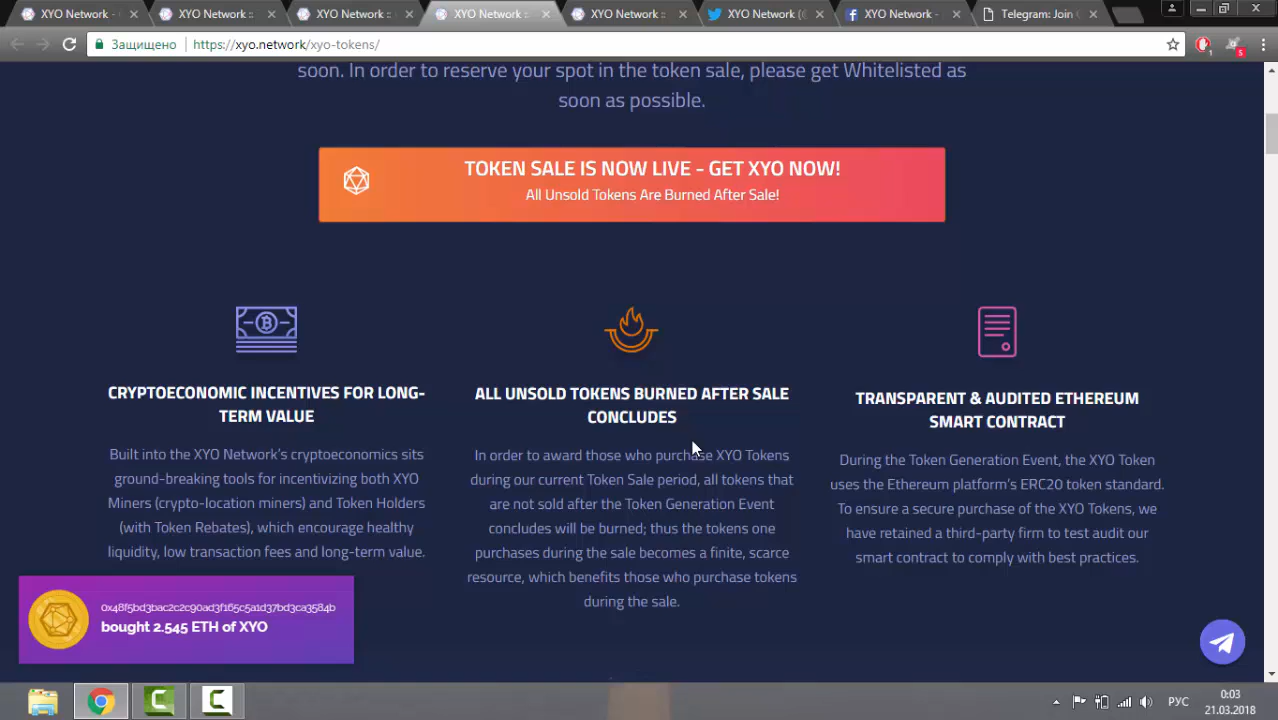 XYO Network ::
XYO Network ::
XYO Network ::
XYO Network ::
XYO Network ::
XYO Network (@
XYO Network -
Telegram: Join
Защищено
https://xyo.network/xyo-tokens/
1
5
soon. In order to reserve your spot in the token sale, please get Whitelisted as
soon as possible.
TOKEN SALE IS NOW LIVE - GET XYO NOW!
All Unsold Tokens Are Burned After Sale!
CRYPTOECONOMIC INCENTIVES FOR LONG-
TERM VALUE
Built into the XYO Network's cryptoeconomics sits
ground-breaking tools for incentivizing both XYO
Miners (crypto-location miners) and Token Holders
(with Token Rebates), which encourage healthy
liquidity, low transaction fees and long-term value.
ALL UNSOLD TOKENS BURNED AFTER SALE
CONCLUDES
In order to award those who purchase XYO Tokens
during our current Token Sale period, all tokens that
are not sold after the Token Generation Event
concludes will be burned; thus the tokens one
purchases during the sale becomes a finite, scarce
resource, which benefits those who purchase tokens
during the sale.
TRANSPARENT & AUDITED ETHEREUM
SMART CONTRACT
During the Token Generation Event, the XYO Token
uses the Ethereum platform's ERC20 token standard.
To ensure a secure purchase of the XYO Tokens, we
have retained a third-party firm to test audit our
smart contract to comply with best practices.
0x48f5bd3bac2c2c90ad3f165c5a1d37bd3ca3584b
bought 2.545 ETH of XYO
РУС
0:03
21.03.2018